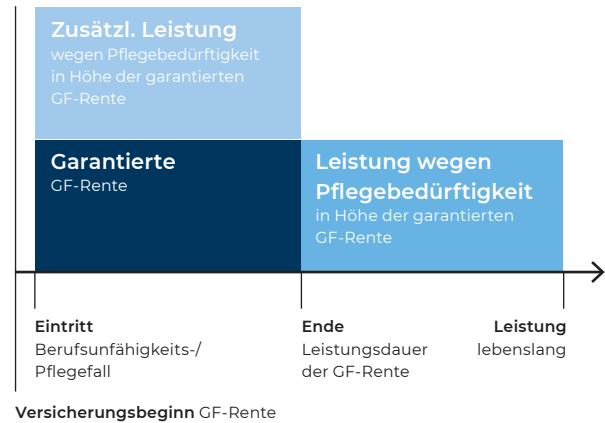 Zusätzl. Leistung
wegen Pflegebedürftigkeit
in Höhe der garantierten
GF-Rente
Garantierte
GF-Rente
Leistung wegen
Pflegebedürftigkeit
in Höhe der garantierten
GF-Rente
Eintritt
Berufsunfähigkeits-/
Pflegefall
Ende
Leistungsdauer
der GF-Rente
Leistung
lebenslang
Versicherungsbeginn GF-Rente